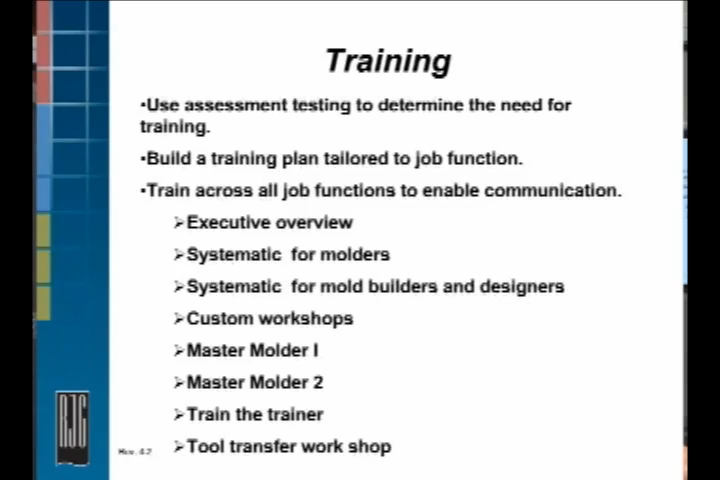 Training
•Use assessment testing to determine the need for
training.
•Build a training plan tailored to job function.
•Train across all job functions to enable communication.
➢Executive overview
➢Systematic for molders
➢Systematic for mold builders and designers
➢Custom workshops
➢Master Molder I
➢Master Molder 2
➢Train the trainer
➢Tool transfer work shop
RJG